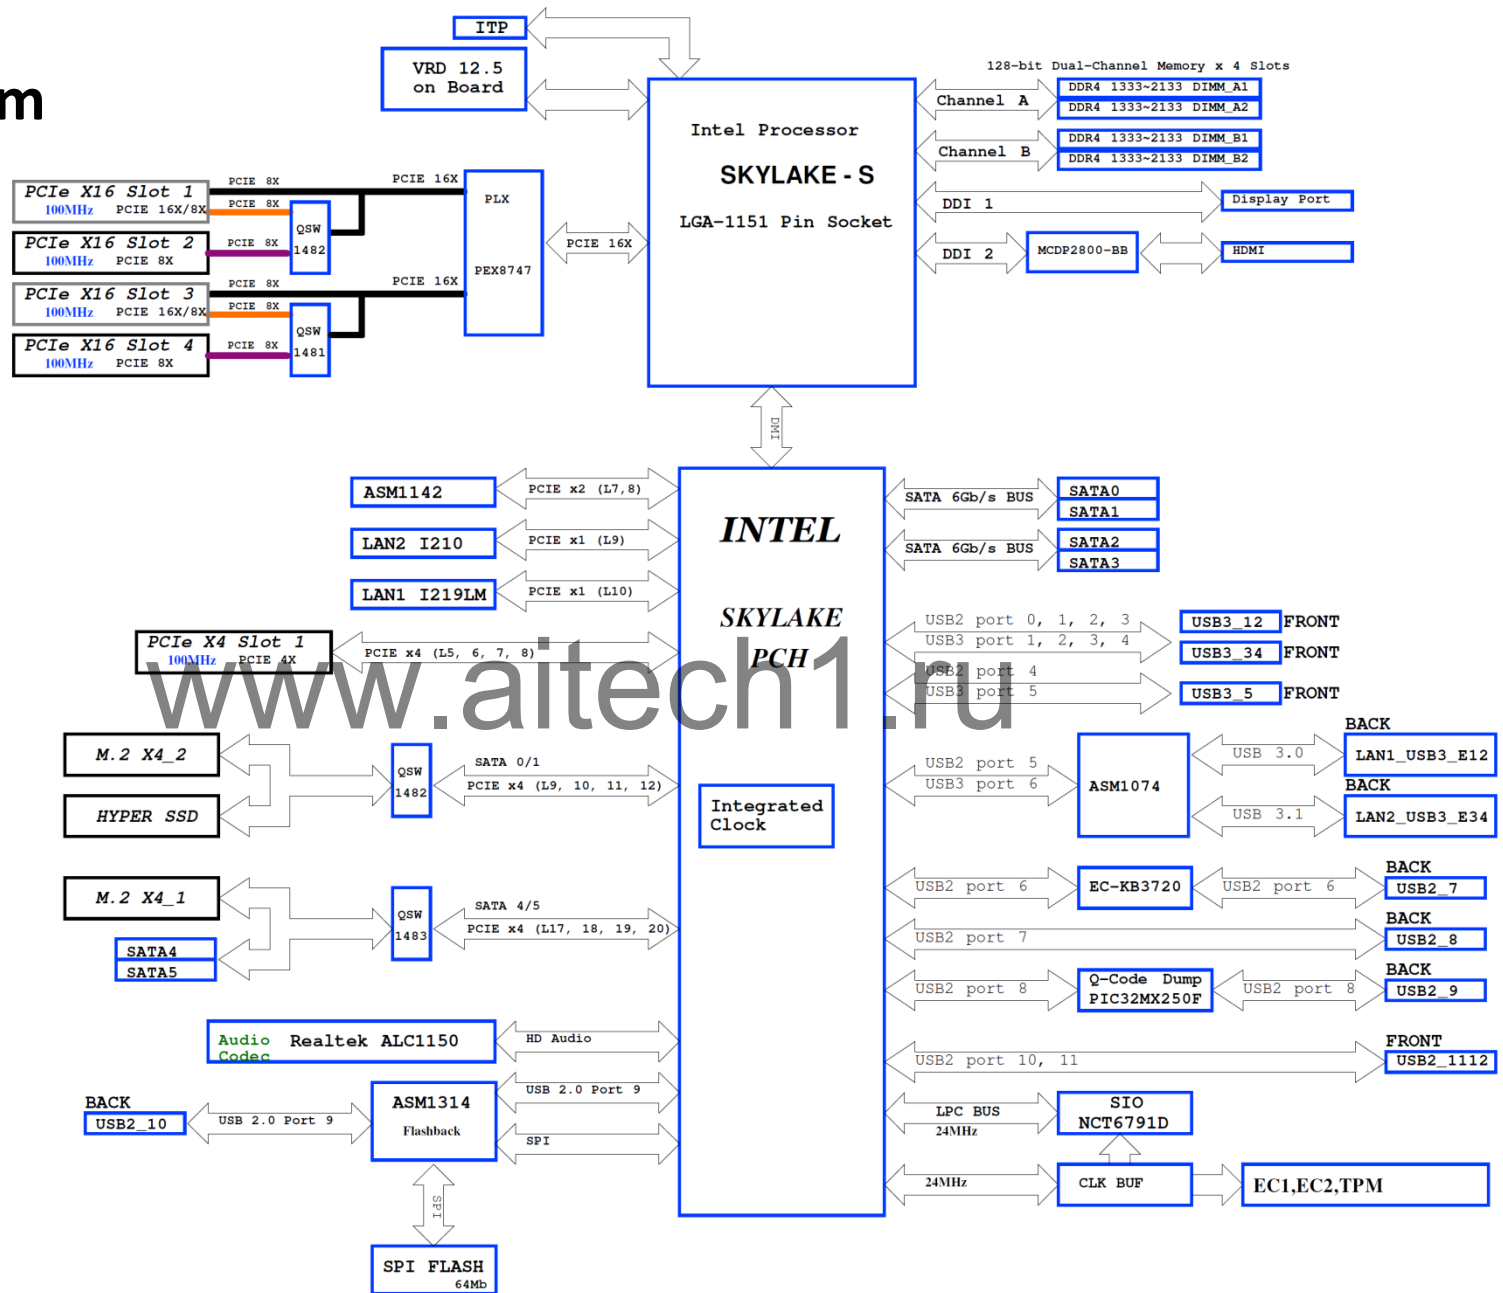 m
ITP
VRD 12.5
on Board
128-bit Dual-Channel Memory x 4 Slots
DDR4 1333~2133 DIMM_A1
Channel A
DDR4 1333~2133 DIMM_A2
DDR4 1333~2133 DIMM_B1
Channel B
DDR4 1333~2133 DIMM_B2
Intel Processor
SKYLAKE - S
LGA-1151 Pin Socket
DDI 1
Display Port
DDI 2
MCDP2800-BB
HDMI
PCIe X16 Slot 1
100MHz PCIE 16X/8X
PCIE 8X
PCIE 16X
PCIE 8X
QSW
1482
PCIe X16 Slot 2
100MHz PCIE 8X
PCIE 8X
PLX
PEX8747
PCIE 16X
PCIe X16 Slot 3
100MHz PCIE 16X/8X
PCIE 8X
PCIE 16X
PCIE 8X
QSW
1481
PCIe X16 Slot 4
100MHz PCIE 8X
PCIE 8X
DMI
INTEL
SKYLAKE
PCH
Integrated
Clock
ASM1142
PCIE x2 (L7,8)
LAN2 I210
PCIE x1 (L9)
LAN1 I219LM
PCIE x1 (L10)
PCIe X4 Slot 1
100MHz PCIE 4X
PCIE x4 (L5, 6, 7, 8)
www.aitech1.ru
M.2 X4_2
HYPER SSD
QSW
1482
SATA 0/1
PCIE x4 (L9, 10, 11, 12)
M.2 X4_1
SATA4
SATA5
QSW
1483
SATA 4/5
PCIE x4 (L17, 18, 19, 20)
Audio
Codec
Realtek ALC1150
HD Audio
BACK
USB2_10
USB 2.0 Port 9
ASM1314
Flashback
USB 2.0 Port 9
SPI
SPI
SPI FLASH
64Mb
SATA 6Gb/s BUS
SATA0
SATA1
SATA 6Gb/s BUS
SATA2
SATA3
USB2 port 0, 1, 2, 3
USB3 port 1, 2, 3, 4
USB3_12 FRONT
USB3_34 FRONT
USB2 port 4
USB3 port 5
USB3_5 FRONT
USB2 port 5
USB3 port 6
ASM1074
USB 3.0
BACK
LAN1_USB3_E12
USB 3.1
BACK
LAN2_USB3_E34
USB2 port 6
EC-KB3720
USB2 port 6
BACK
USB2_7
USB2 port 7
BACK
USB2_8
USB2 port 8
Q-Code Dump
PIC32MX250F
USB2 port 8
BACK
USB2_9
USB2 port 10, 11
FRONT
USB2_1112
LPC BUS
24MHz
SIO
NCT6791D
24MHz
CLK BUF
EC1,EC2,TPM